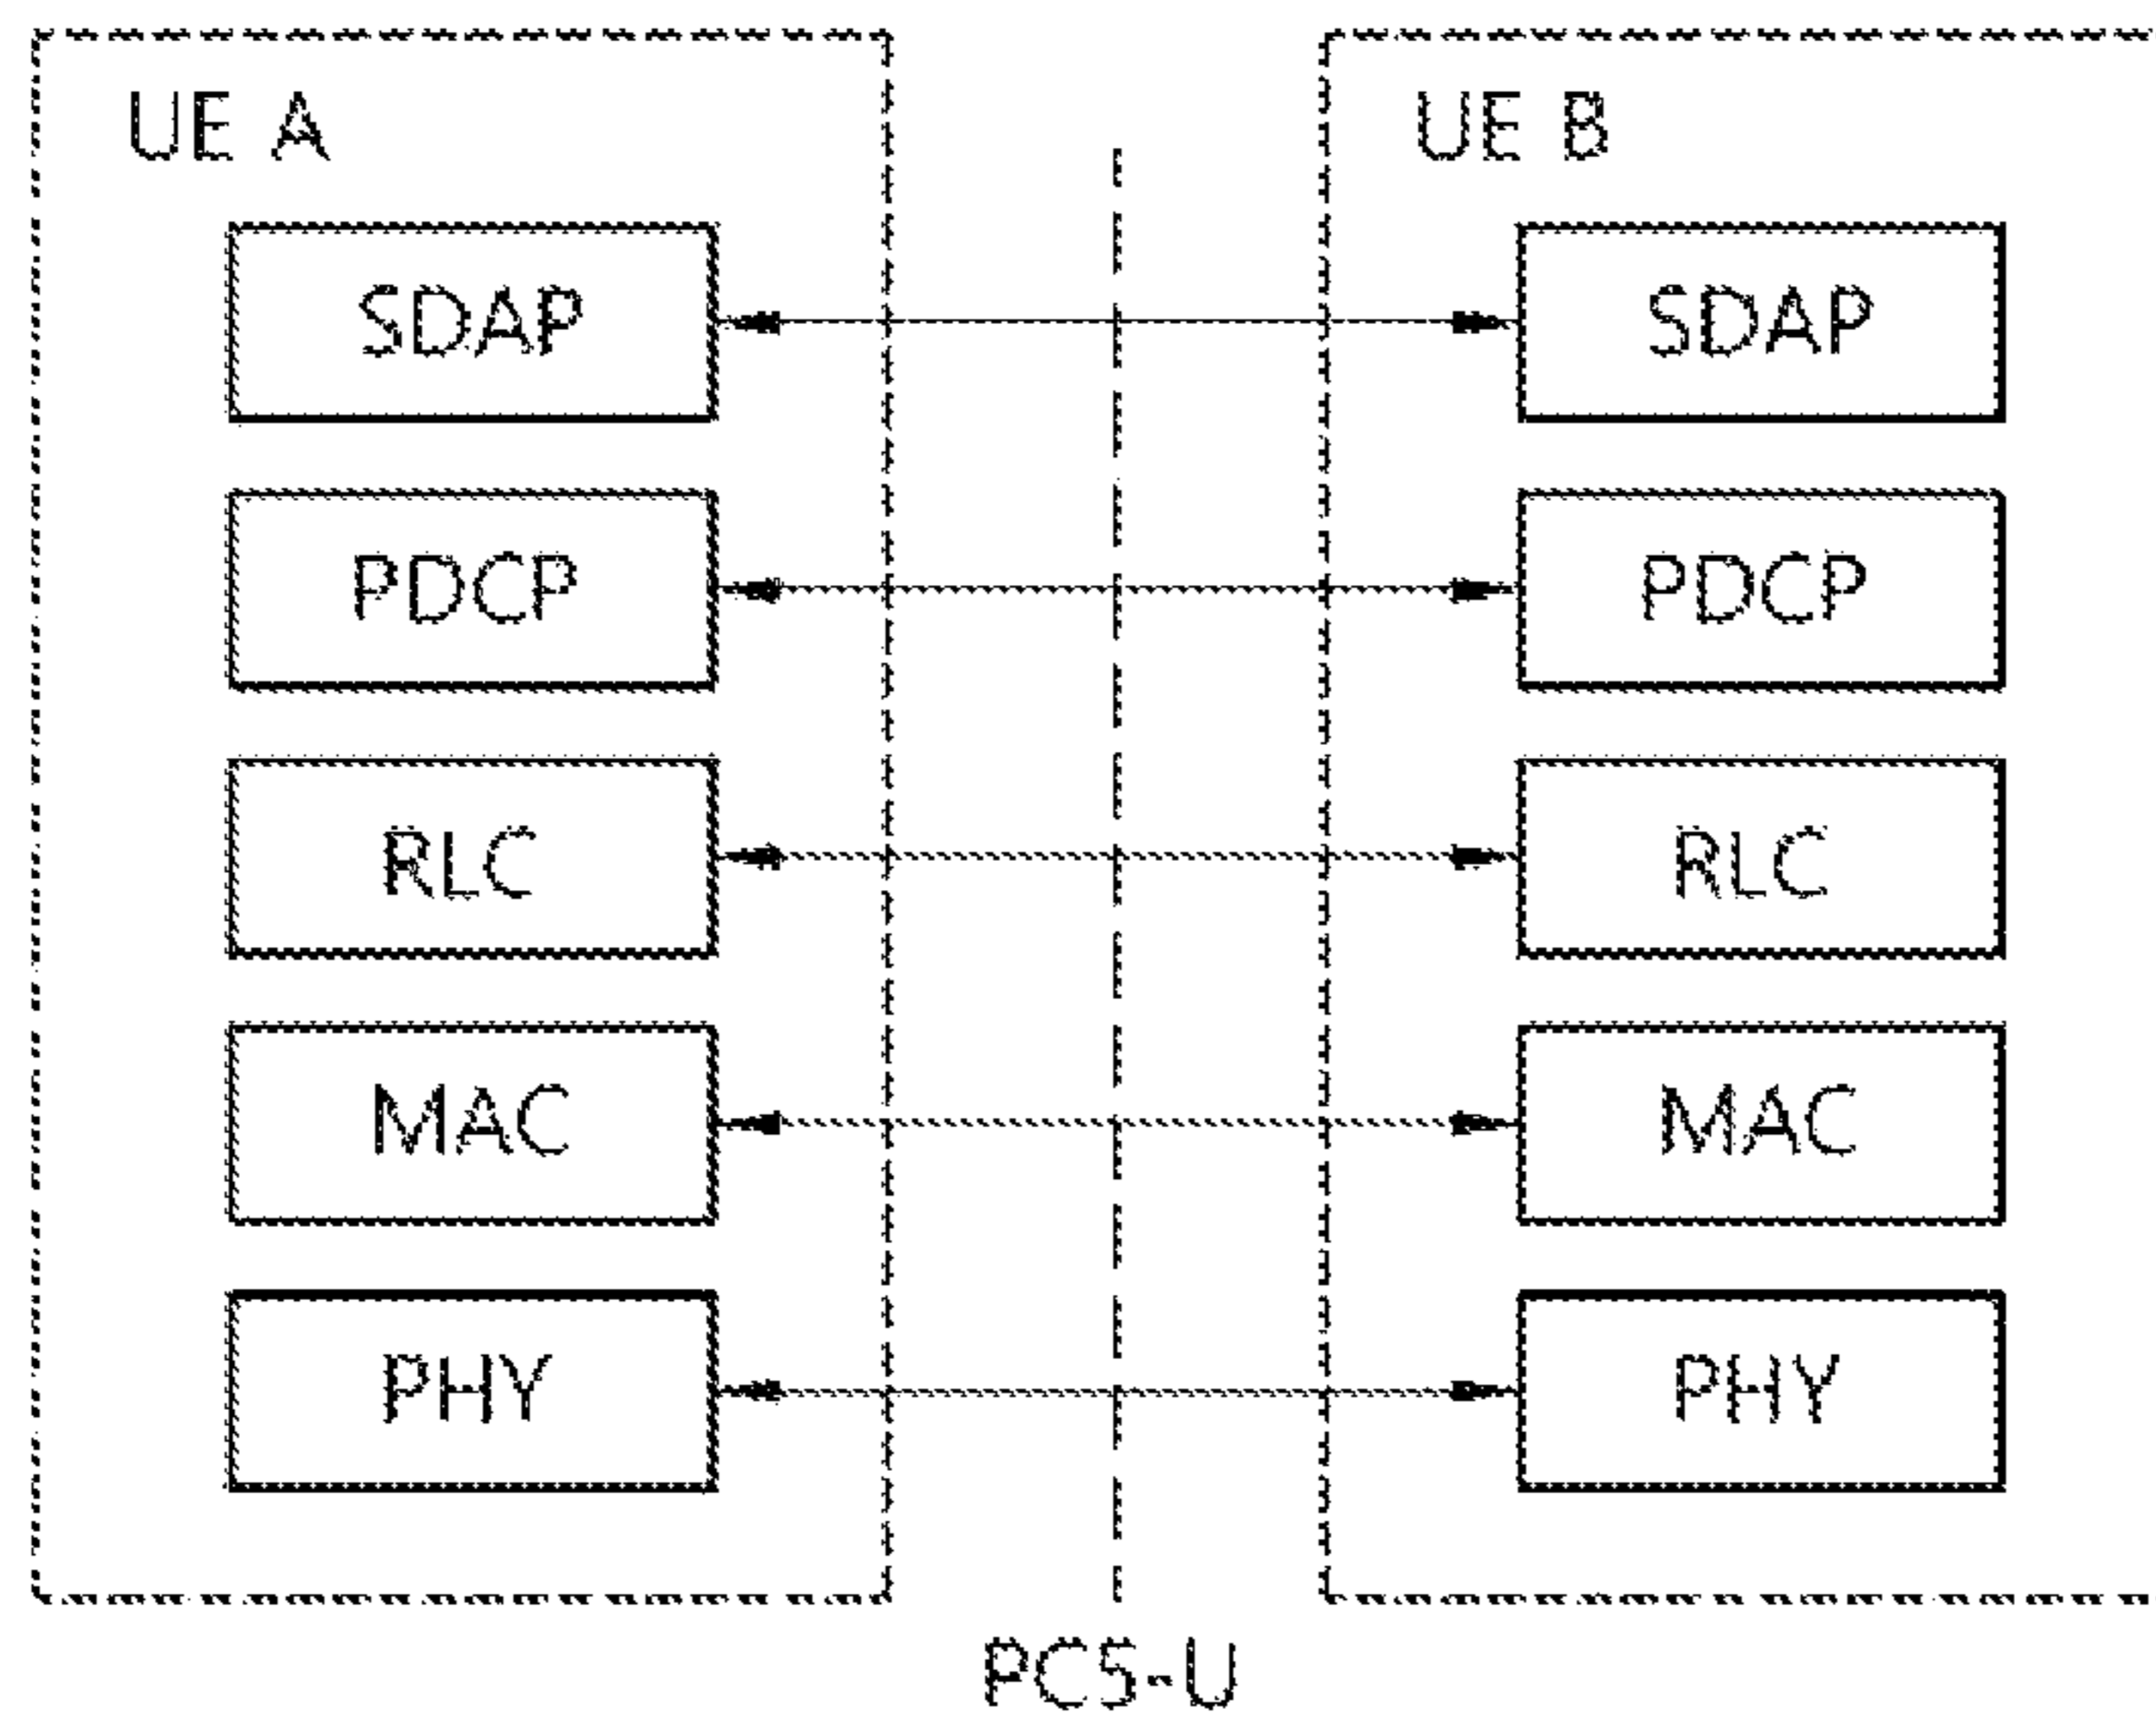 UE A
UE B
SDAP
SDAP
PDCP
PDCP
RLC
RLC
MAC
MAC
PHY
PHY
PC5-U